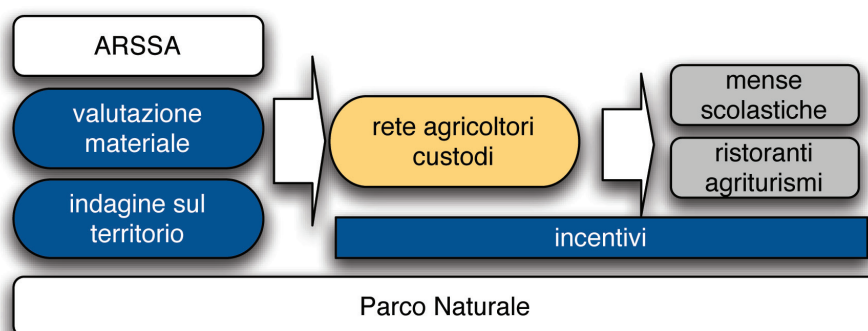 ARSSA
valutazione
materiale
indagine sul
territorio
rete agricoltori
custodi
mense
scolastiche
ristoranti
agriturismi
incentivi
Parco Naturale